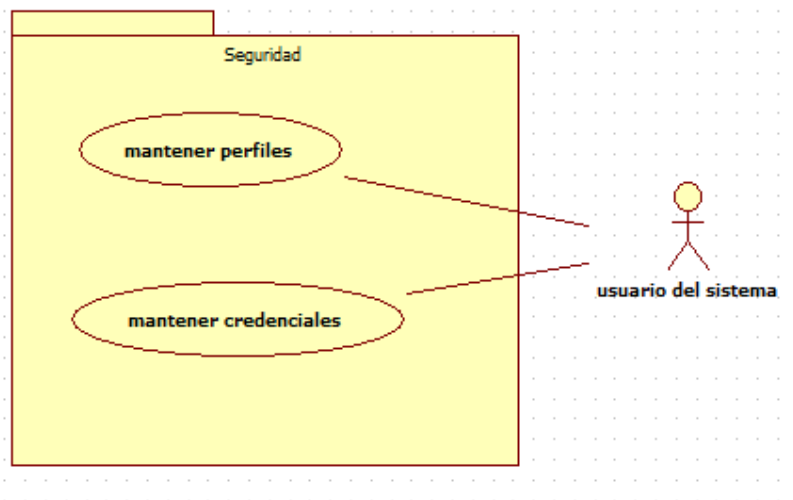 Seguridad
mantener perfiles
usuario del sistema
mantener credenciales